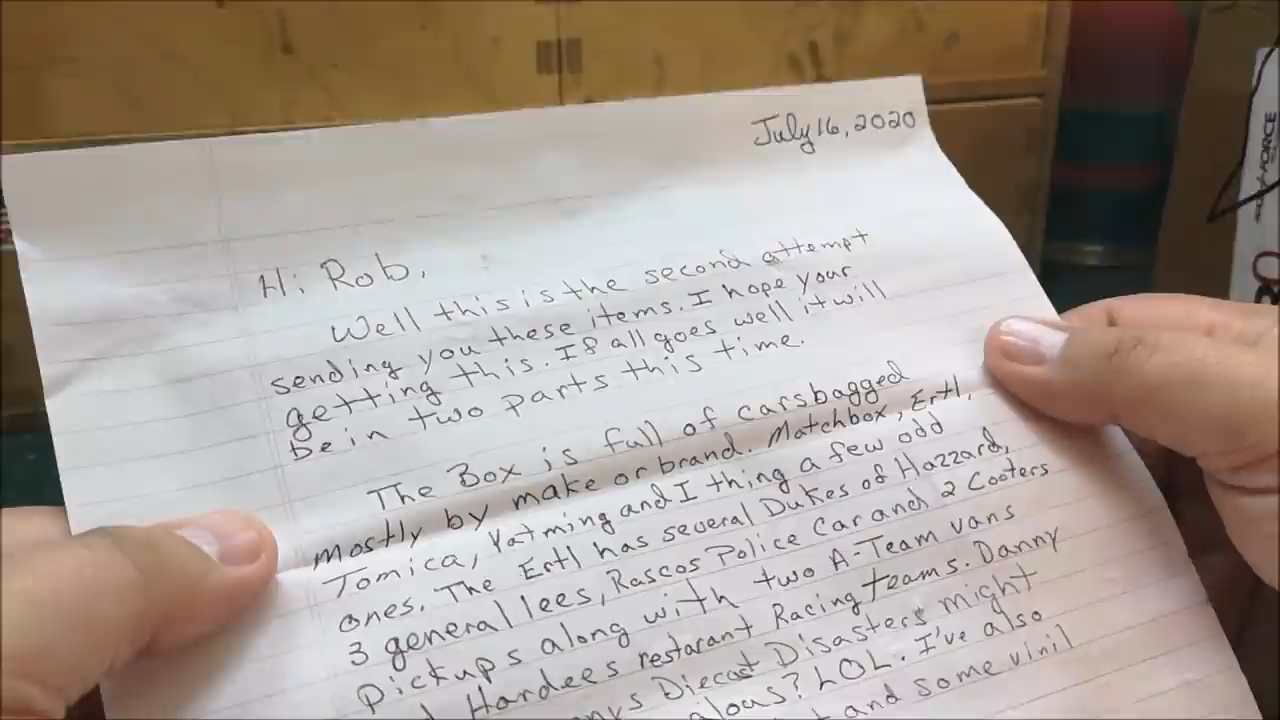 July 16, 2020
Hi Rob,
Well this is the second attempt
sending you these items. I hope your
getting this. If all goes well it will
be in two parts this time.
The Box is full of carsbagged
mostly by make or brand. Matchbox, Ertl,
Tomica, Yatming and I thing a few odd
ones. The Ertl has several Dukes of Hazzard,
3 general lees, Roscos Police Car and 2 Cooters
pickups along with two A-Team vans
Hardees restarant Racing teams. Danny
Diecast Disasters might
LOL. I've also
and some vinil
FORCE